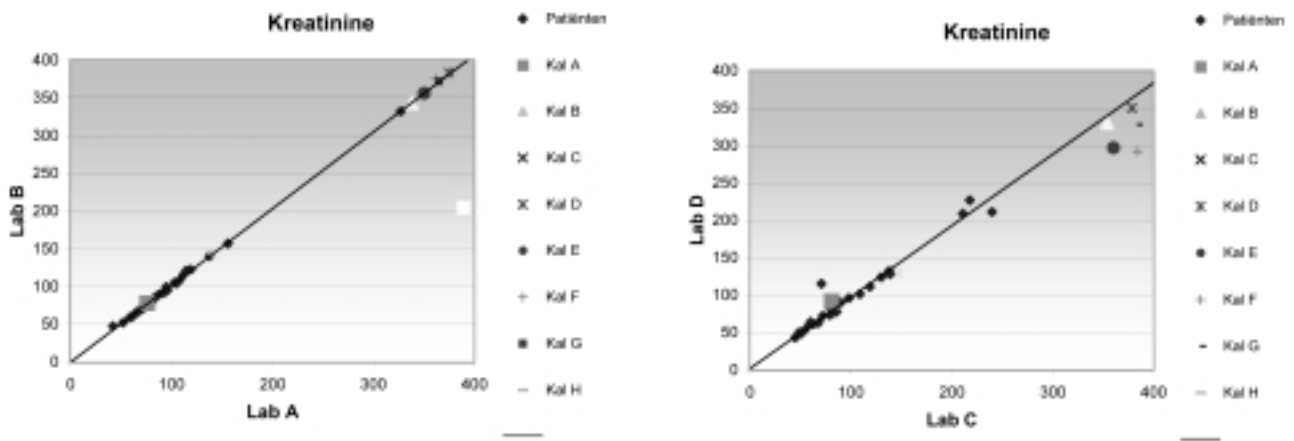 Kreatinine
400
350
300
250
200
150
100
50
0
0 100 200 300 400
Lab B
Lab A
Patiënten
Kal A
Kal B
Kal C
Kal D
Kal E
Kal F
Kal G
Kal H
Kreatinine
400
350
300
250
200
150
100
50
0
0 100 200 300 400
Lab D
Lab C
Patiënten
Kal A
Kal B
Kal C
Kal D
Kal E
Kal F
Kal G
Kal H